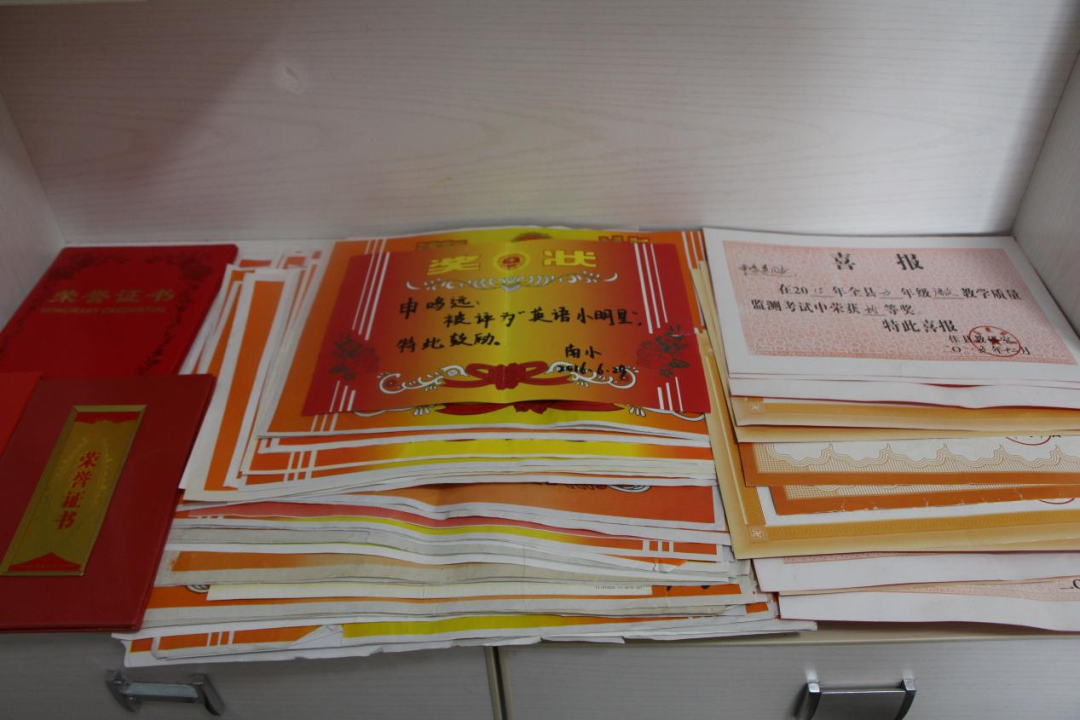 荣誉证书
荣誉证书
奖状
申鸣远:
被评为"英语小明星",
特此鼓励。
南小
2016.6.29
喜报
在20 年全县 年级 教学质量
监测考试中荣获 等奖。
特此喜报